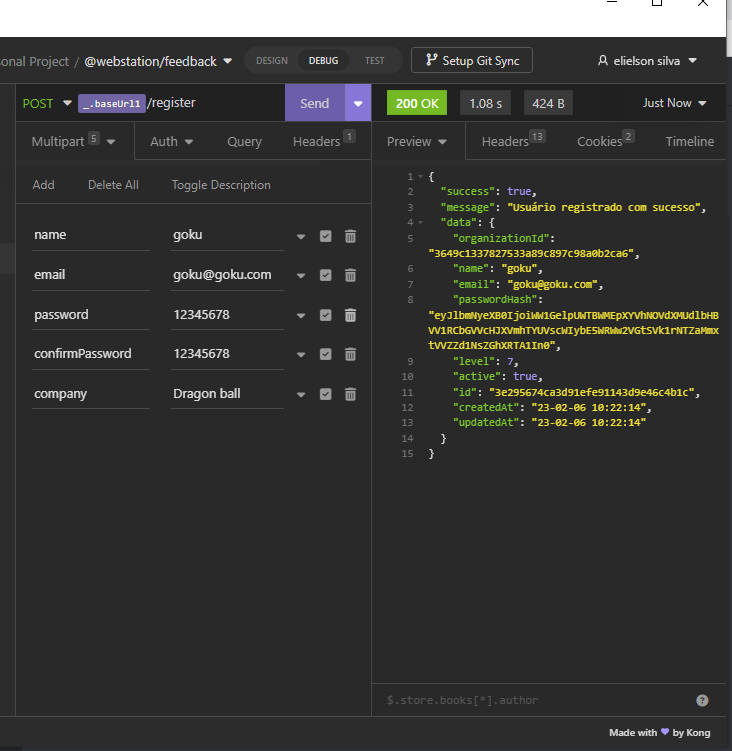 sonal Project / @webstation/feedback
DESIGN
DEBUG
TEST
Setup Git Sync
elielson silva
POST
_.baseUrl1 /register
Send
200 OK
1.08 s
424 B
Just Now
Multipart 5
Auth
Query
Headers 1
Preview
Headers 13
Cookies 2
Timeline
Add
Delete All
Toggle Description
name
goku
email
goku@goku.com
password
12345678
confirmPassword
12345678
company
Dragon ball
1 {
2 "success": true,
3 "message": "Usuário registrado com sucesso",
4 "data": {
5 "organizationId":
"3649c1337827533a89c897c98a0b2ca6",
6 "name": "goku",
7 "email": "goku@goku.com",
8 "passwordHash":
9 "level": 7,
10 "active": true,
11 "id": "3e295674ca3d91efe91143d9e46c4b1c",
12 "createdAt": "23-02-06 10:22:14",
13 "updatedAt": "23-02-06 10:22:14"
14 }
15 }
$.store.books[*].author
?
Made with by Kong